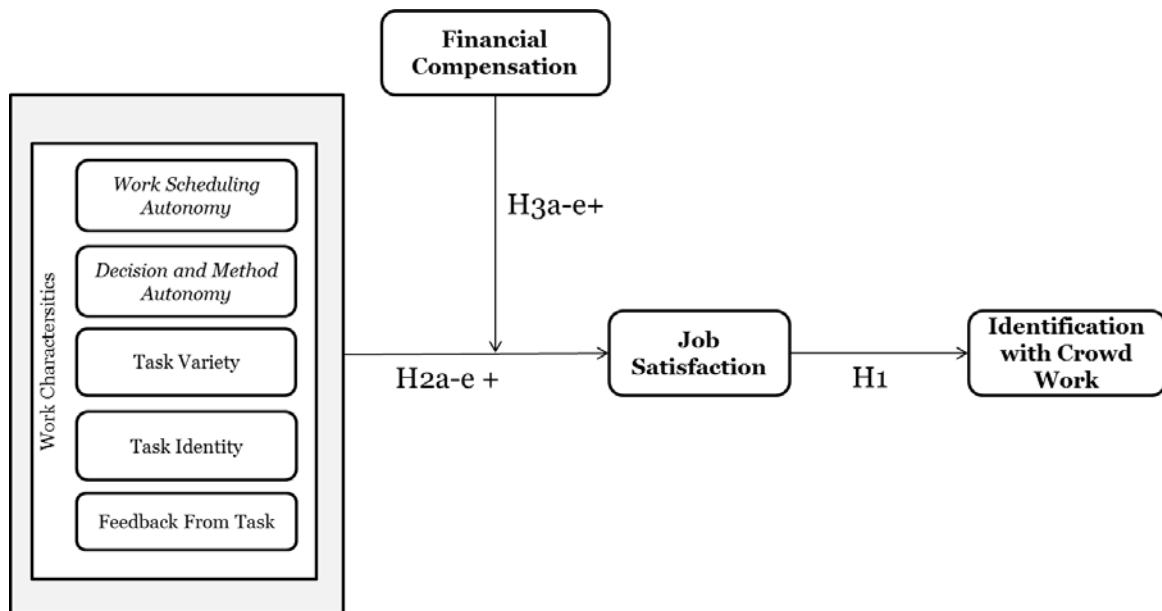 Financial
Compensation
Work Charactersitics
Work Scheduling
Autonomy
Decision and Method
Autonomy
Task Variety
Task Identity
Feedback From Task
H3a-e+
H2a-e +
Job
Satisfaction
H1
Identification
with Crowd
Work